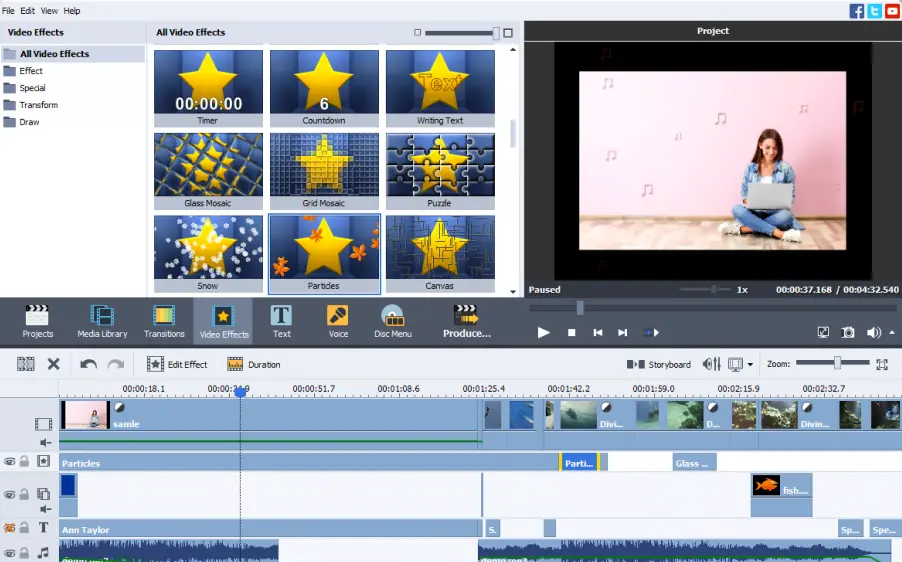 File Edit View Help
Video Effects
All Video Effects
Effect
Special
Transform
Draw
All Video Effects
00:00:00
Timer
6
Countdown
Text
Writing Text
Glass Mosaic
Grid Mosaic
Puzzle
Snow
Particles
Canvas
Project
Paused
1x
00:00:37.168 / 00:04:32.540
Projects
Media Library
Transitions
Video Effects
Text
Voice
Disc Menu
Produce...
Edit Effect
Duration
Storyboard
Zoom:
00:00:18.1
00:00:51.7
00:01:08.6
00:01:25.4
00:01:42.2
00:01:59.0
00:02:15.9
00:02:32.7
samle
Divi...
D...
Divin...
Particles
Parti...
Glass ...
fish....
T
Ann Taylor
S.
Sp...
Spe...